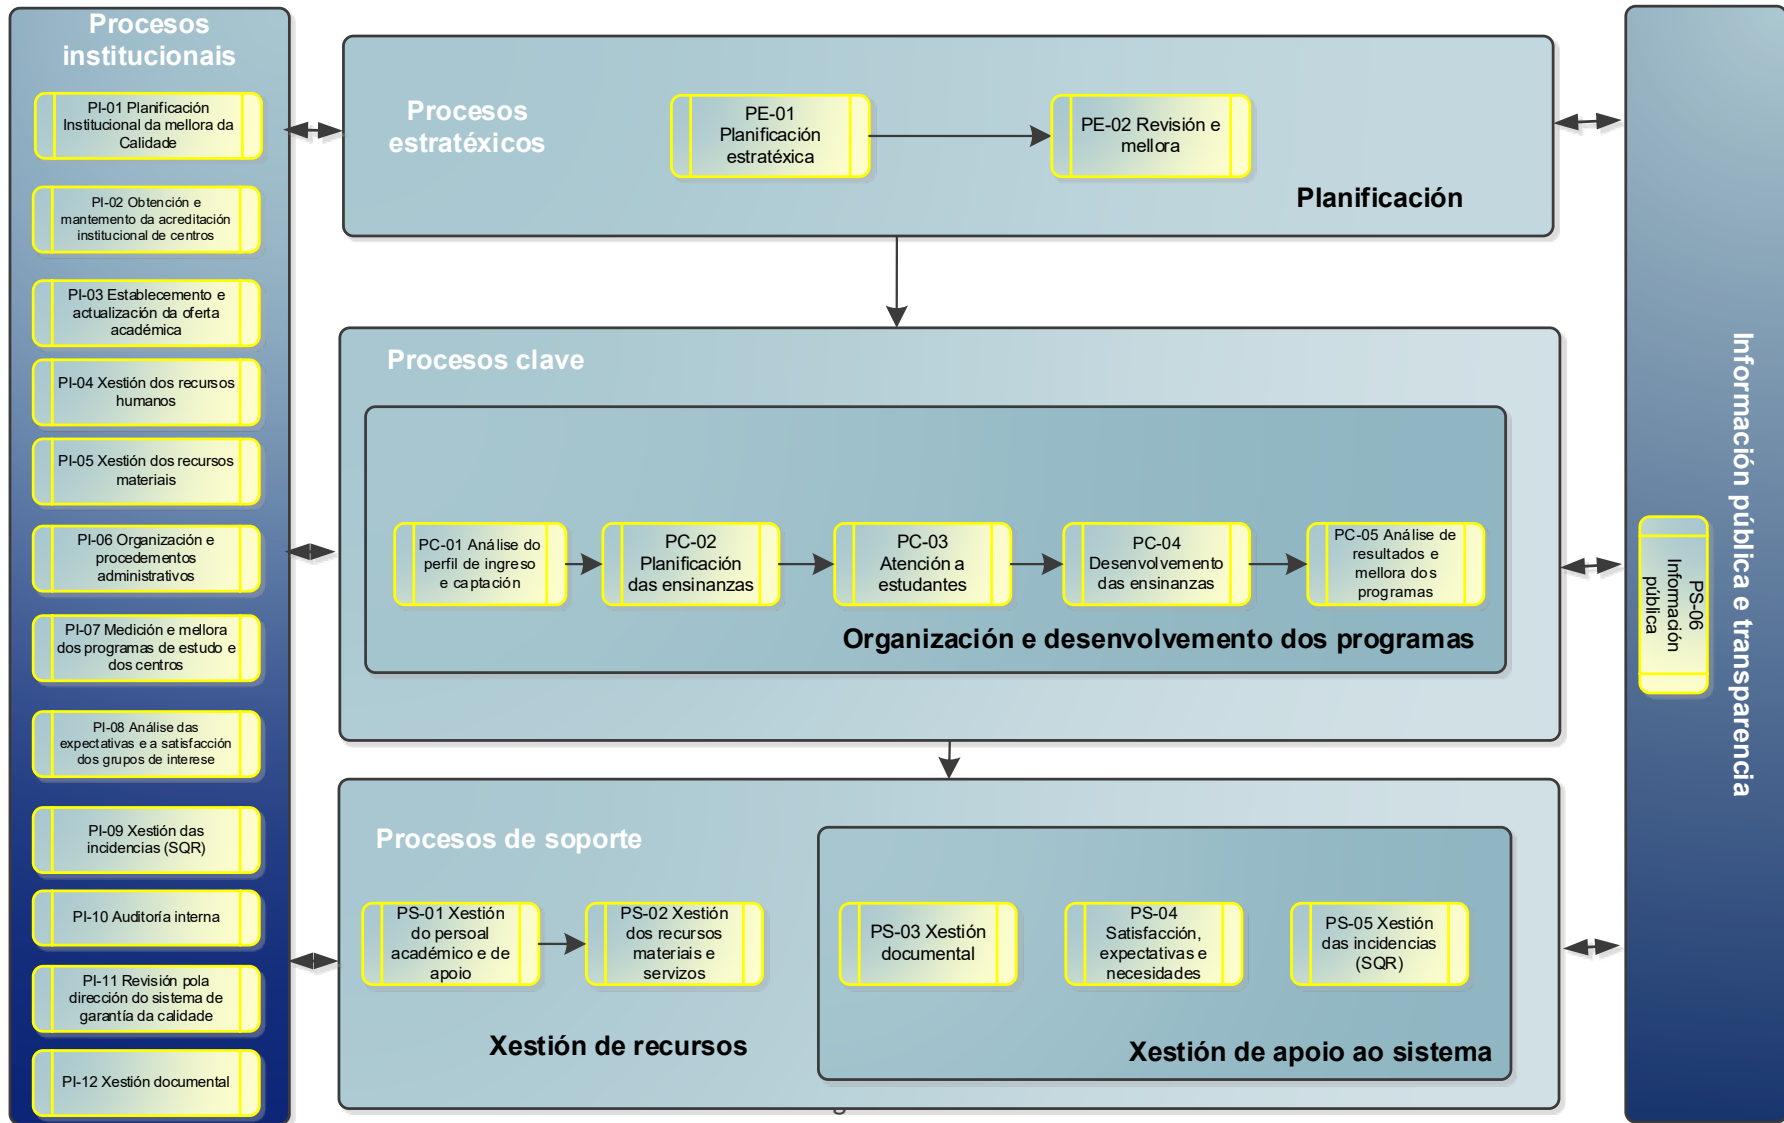 Procesos
institucionais
PI-01 Planificación
Institucional da mellora da
Calidade
PI-02 Obtención e
mantemento da acreditación
institucional de centros
PI-03 Establecemento e
actualización da oferta
académica
PI-04 Xestión dos recursos
humanos
PI-05 Xestión dos recursos
materiais
PI-06 Organización e
procedementos
administrativos
PI-07 Medición e mellora
dos programas de estudo e
dos centros
PI-08 Análise das
expectativas e a satisfacción
dos grupos de interese
PI-09 Xestión das
incidencias (SQR)
PI-10 Auditoría interna
PI-11 Revisión pola
dirección do sistema de
garantía da calidade
PI-12 Xestión documental
Procesos
estratéxicos
PE-01
Planificación
estratéxica
PE-02 Revisión e
mellora
Planificación
Procesos clave
PC-01 Análise do
perfil de ingreso
e captación
PC-02
Planificación
das ensinanzas
PC-03
Atención a
estudantes
PC-04
Desenvolvemento
das ensinanzas
PC-05 Análise de
resultados e
mellora dos
programas
Organización e desenvolvemento dos programas
Procesos de soporte
PS-01 Xestión
do persoal
académico e de
apoio
PS-02 Xestión
dos recursos
materiais e
servizos
Xestión de recursos
PS-03 Xestión
documental
PS-04
Satisfacción,
expectativas e
necesidades
PS-05 Xestión
das incidencias
(SQR)
Xestión de apoio ao sistema
Información pública e transparencia
PS-06
Información
pública